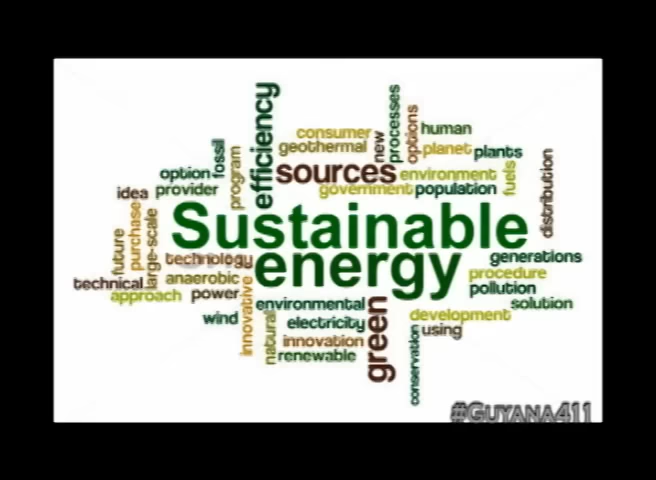 efficiency
processes
consumer
new
options
human
fossil
geothermal
planet
plants
program
option
sources
environment
fuels
distribution
idea
provider
government
population
purchase
large-scale
Sustainable
future
technology
energy
generations
technical
anaerobic
procedure
approach
power
innovative
environmental
green
pollution
solution
wind
natural
electricity
development
conservation
using
innovation
renewable
#GUYANA411